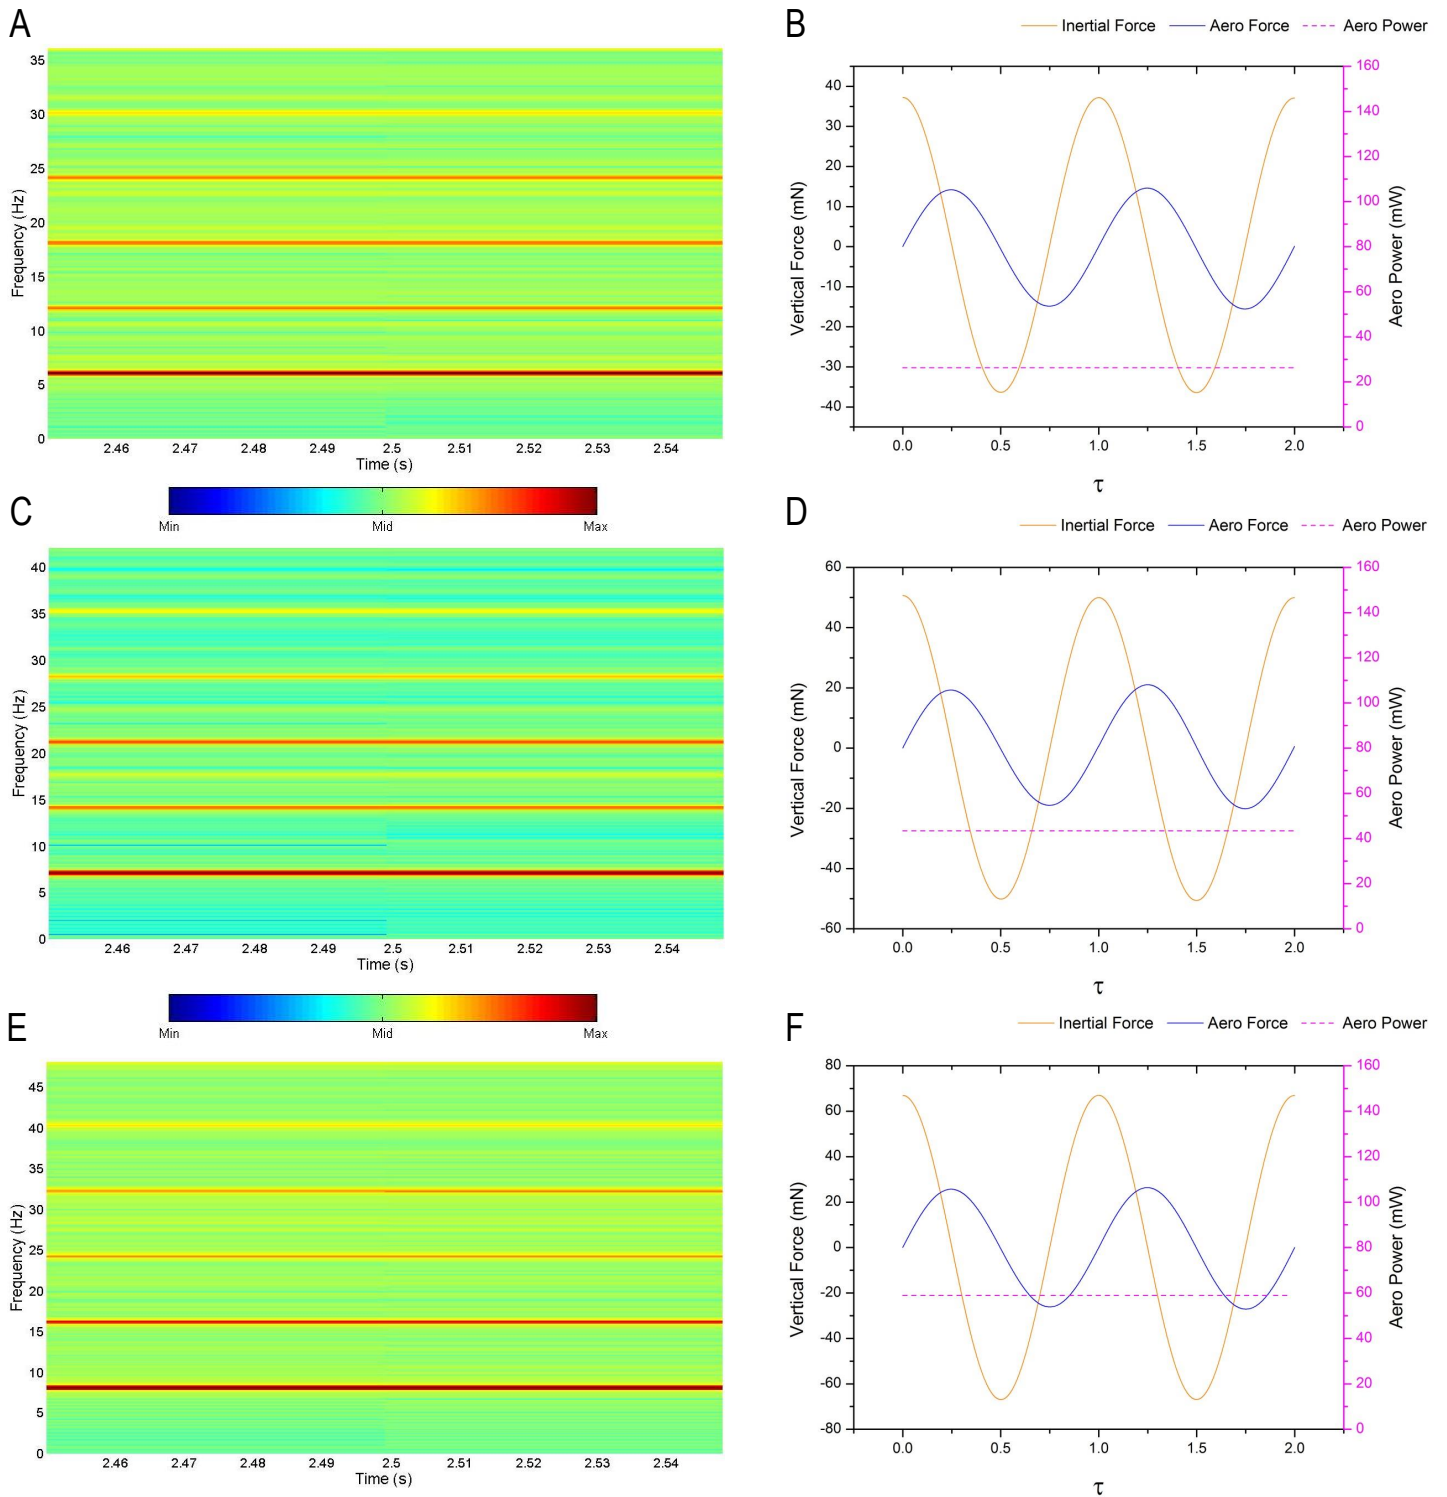 A
35
30
25
20
15
10
5
0
Frequency (Hz)
2.46 2.47 2.48 2.49 2.5 2.51 2.52 2.53 2.54
Time (s)
Min Mid Max
B
Inertial Force Aero Force Aero Power
40
30
20
10
0
-10
-20
-30
-40
Vertical Force (mN)
160
140
120
100
80
60
40
20
0
Aero Power (mW)
0.0 0.5 1.0 1.5 2.0
τ
C
40
35
30
25
20
15
10
5
0
Frequency (Hz)
2.46 2.47 2.48 2.49 2.5 2.51 2.52 2.53 2.54
Time (s)
Min Mid Max
D
Inertial Force Aero Force Aero Power
60
40
20
0
-20
-40
-60
Vertical Force (mN)
160
140
120
100
80
60
40
20
0
Aero Power (mW)
0.0 0.5 1.0 1.5 2.0
τ
E
45
40
35
30
25
20
15
10
5
0
Frequency (Hz)
2.46 2.47 2.48 2.49 2.5 2.51 2.52 2.53 2.54
Time (s)
F
Inertial Force Aero Force Aero Power
80
60
40
20
0
-20
-40
-60
-80
Vertical Force (mN)
160
140
120
100
80
60
40
20
0
Aero Power (mW)
0.0 0.5 1.0 1.5 2.0
τ